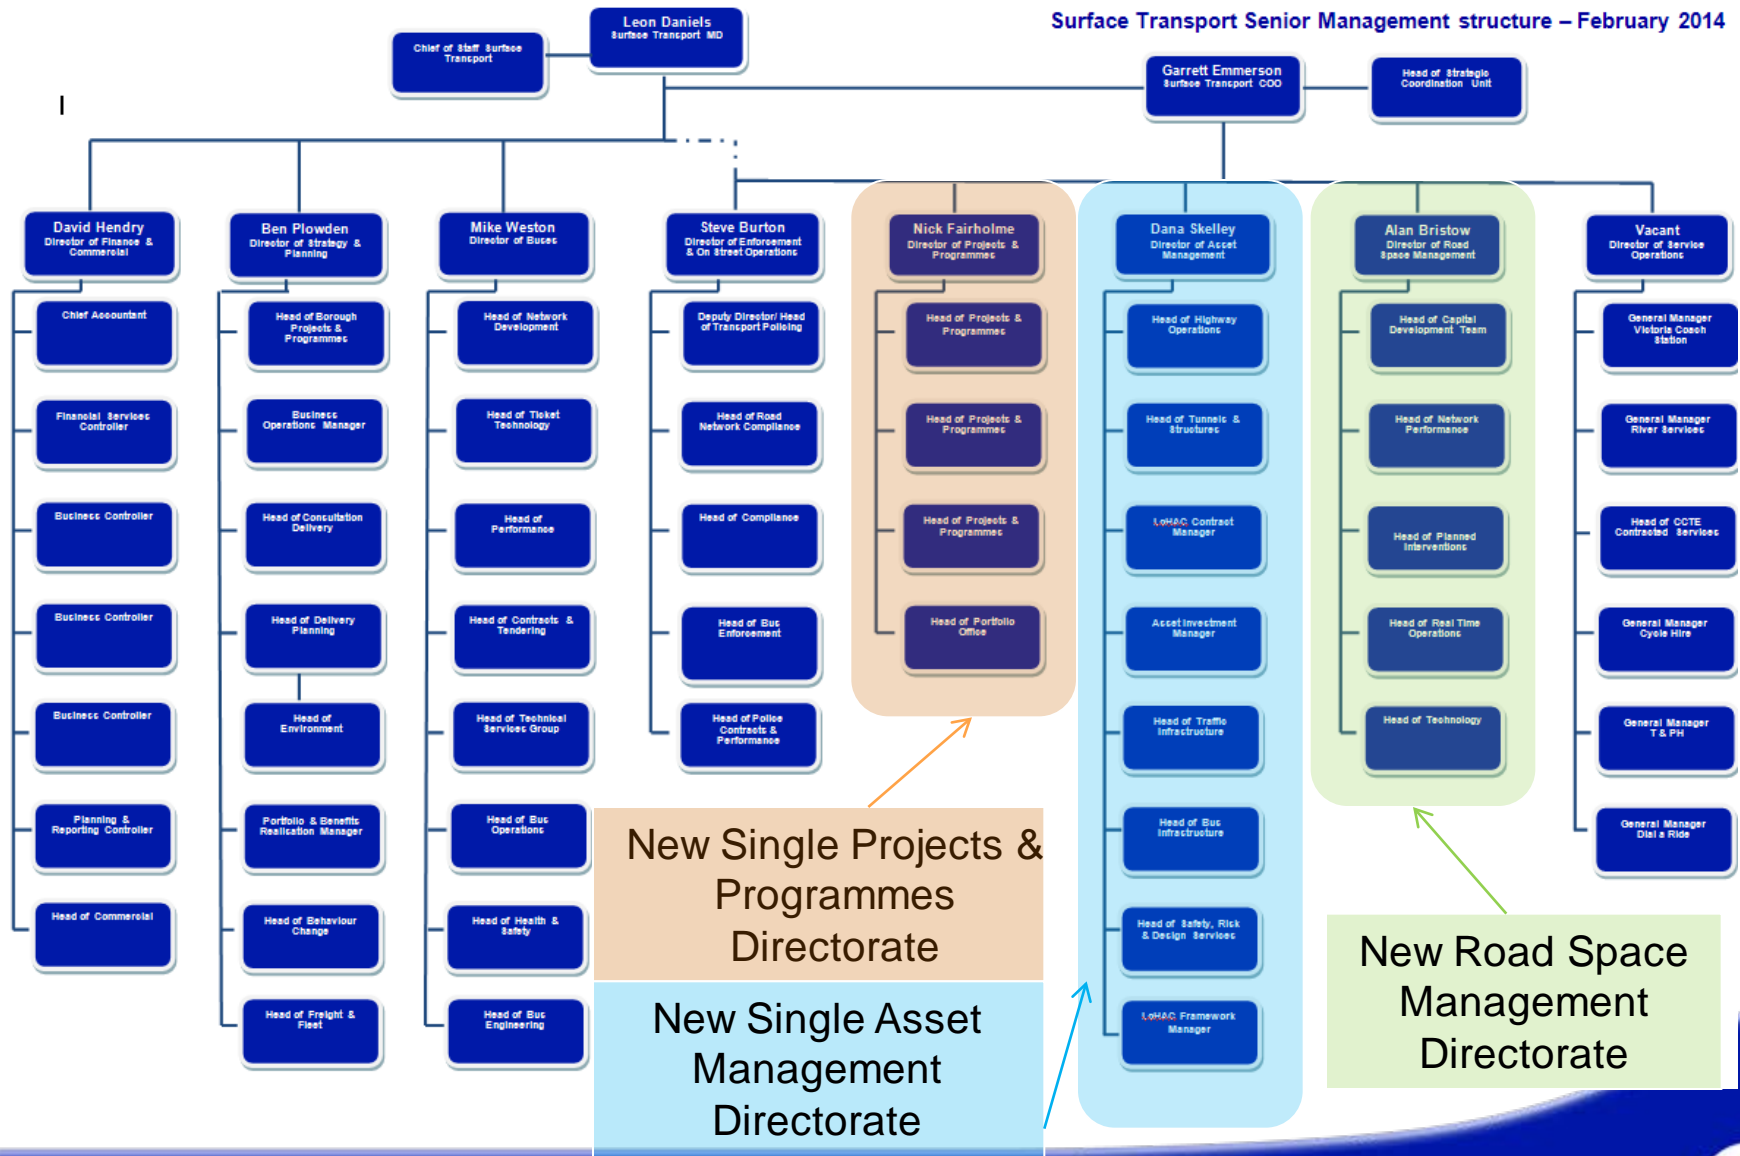 Surface Transport Senior Management structure – February 2014
Leon Daniels
Surface Transport MD
Chief of Staff Surface
Transport
Garrett Emmerson
Surface Transport COO
Head of Strategic
Coordination Unit
I
David Hendry
Director of Finance &
Commercial
Chief Accountant
Financial Services
Controller
Business Controller
Business Controller
Business Controller
Planning &
Reporting Controller
Head of Commercial
Ben Plowden
Director of Strategy &
Planning
Head of Borough
Projects &
Programmes
Business
Operations Manager
Head of Consultation
Delivery
Head of Delivery
Planning
Head of
Environment
Portfolio & Benefits
Realisation Manager
Head of Behaviour
Change
Head of Freight &
Fleet
Mike Weston
Director of Buses
Head of Network
Development
Head of Ticket
Technology
Head of
Performance
Head of Contracts &
Tendering
Head of Technical
Services Group
Head of Bus
Operations
Head of Health &
Safety
Head of Bus
Engineering
Steve Burton
Director of Enforcement
& On Street Operations
Deputy Director/ Head
of Transport Policing
Head of Road
Network Compliance
Head of Compliance
Head of Bus
Enforcement
Head of Police
Contracts &
Performance
Nick Fairholme
Director of Projects &
Programmes
Head of Projects &
Programmes
Head of Projects &
Programmes
Head of Projects &
Programmes
Head of Portfolio
Office
Dana Skelley
Director of Asset
Management
Head of Highway
Operations
Head of Tunnels &
Structures
LoHAC Contract
Manager
Asset Investment
Manager
Head of Traffic
Infrastructure
Head of Bus
Infrastructure
Head of Safety, Risk
& Design Services
LoHAC Framework
Manager
Alan Bristow
Director of Road
Space Management
Head of Capital
Development Team
Head of Network
Performance
Head of Planned
Interventions
Head of Real Time
Operations
Head of Technology
Vacant
Director of Service
Operations
General Manager
Victoria Coach
Station
General Manager
River Services
Head of CCTE
Contracted Services
General Manager
Cycle Hire
General Manager
T & PH
General Manager
Dial a Ride
New Single Projects &
Programmes
Directorate
New Single Asset
Management
Directorate
New Road Space
Management
Directorate